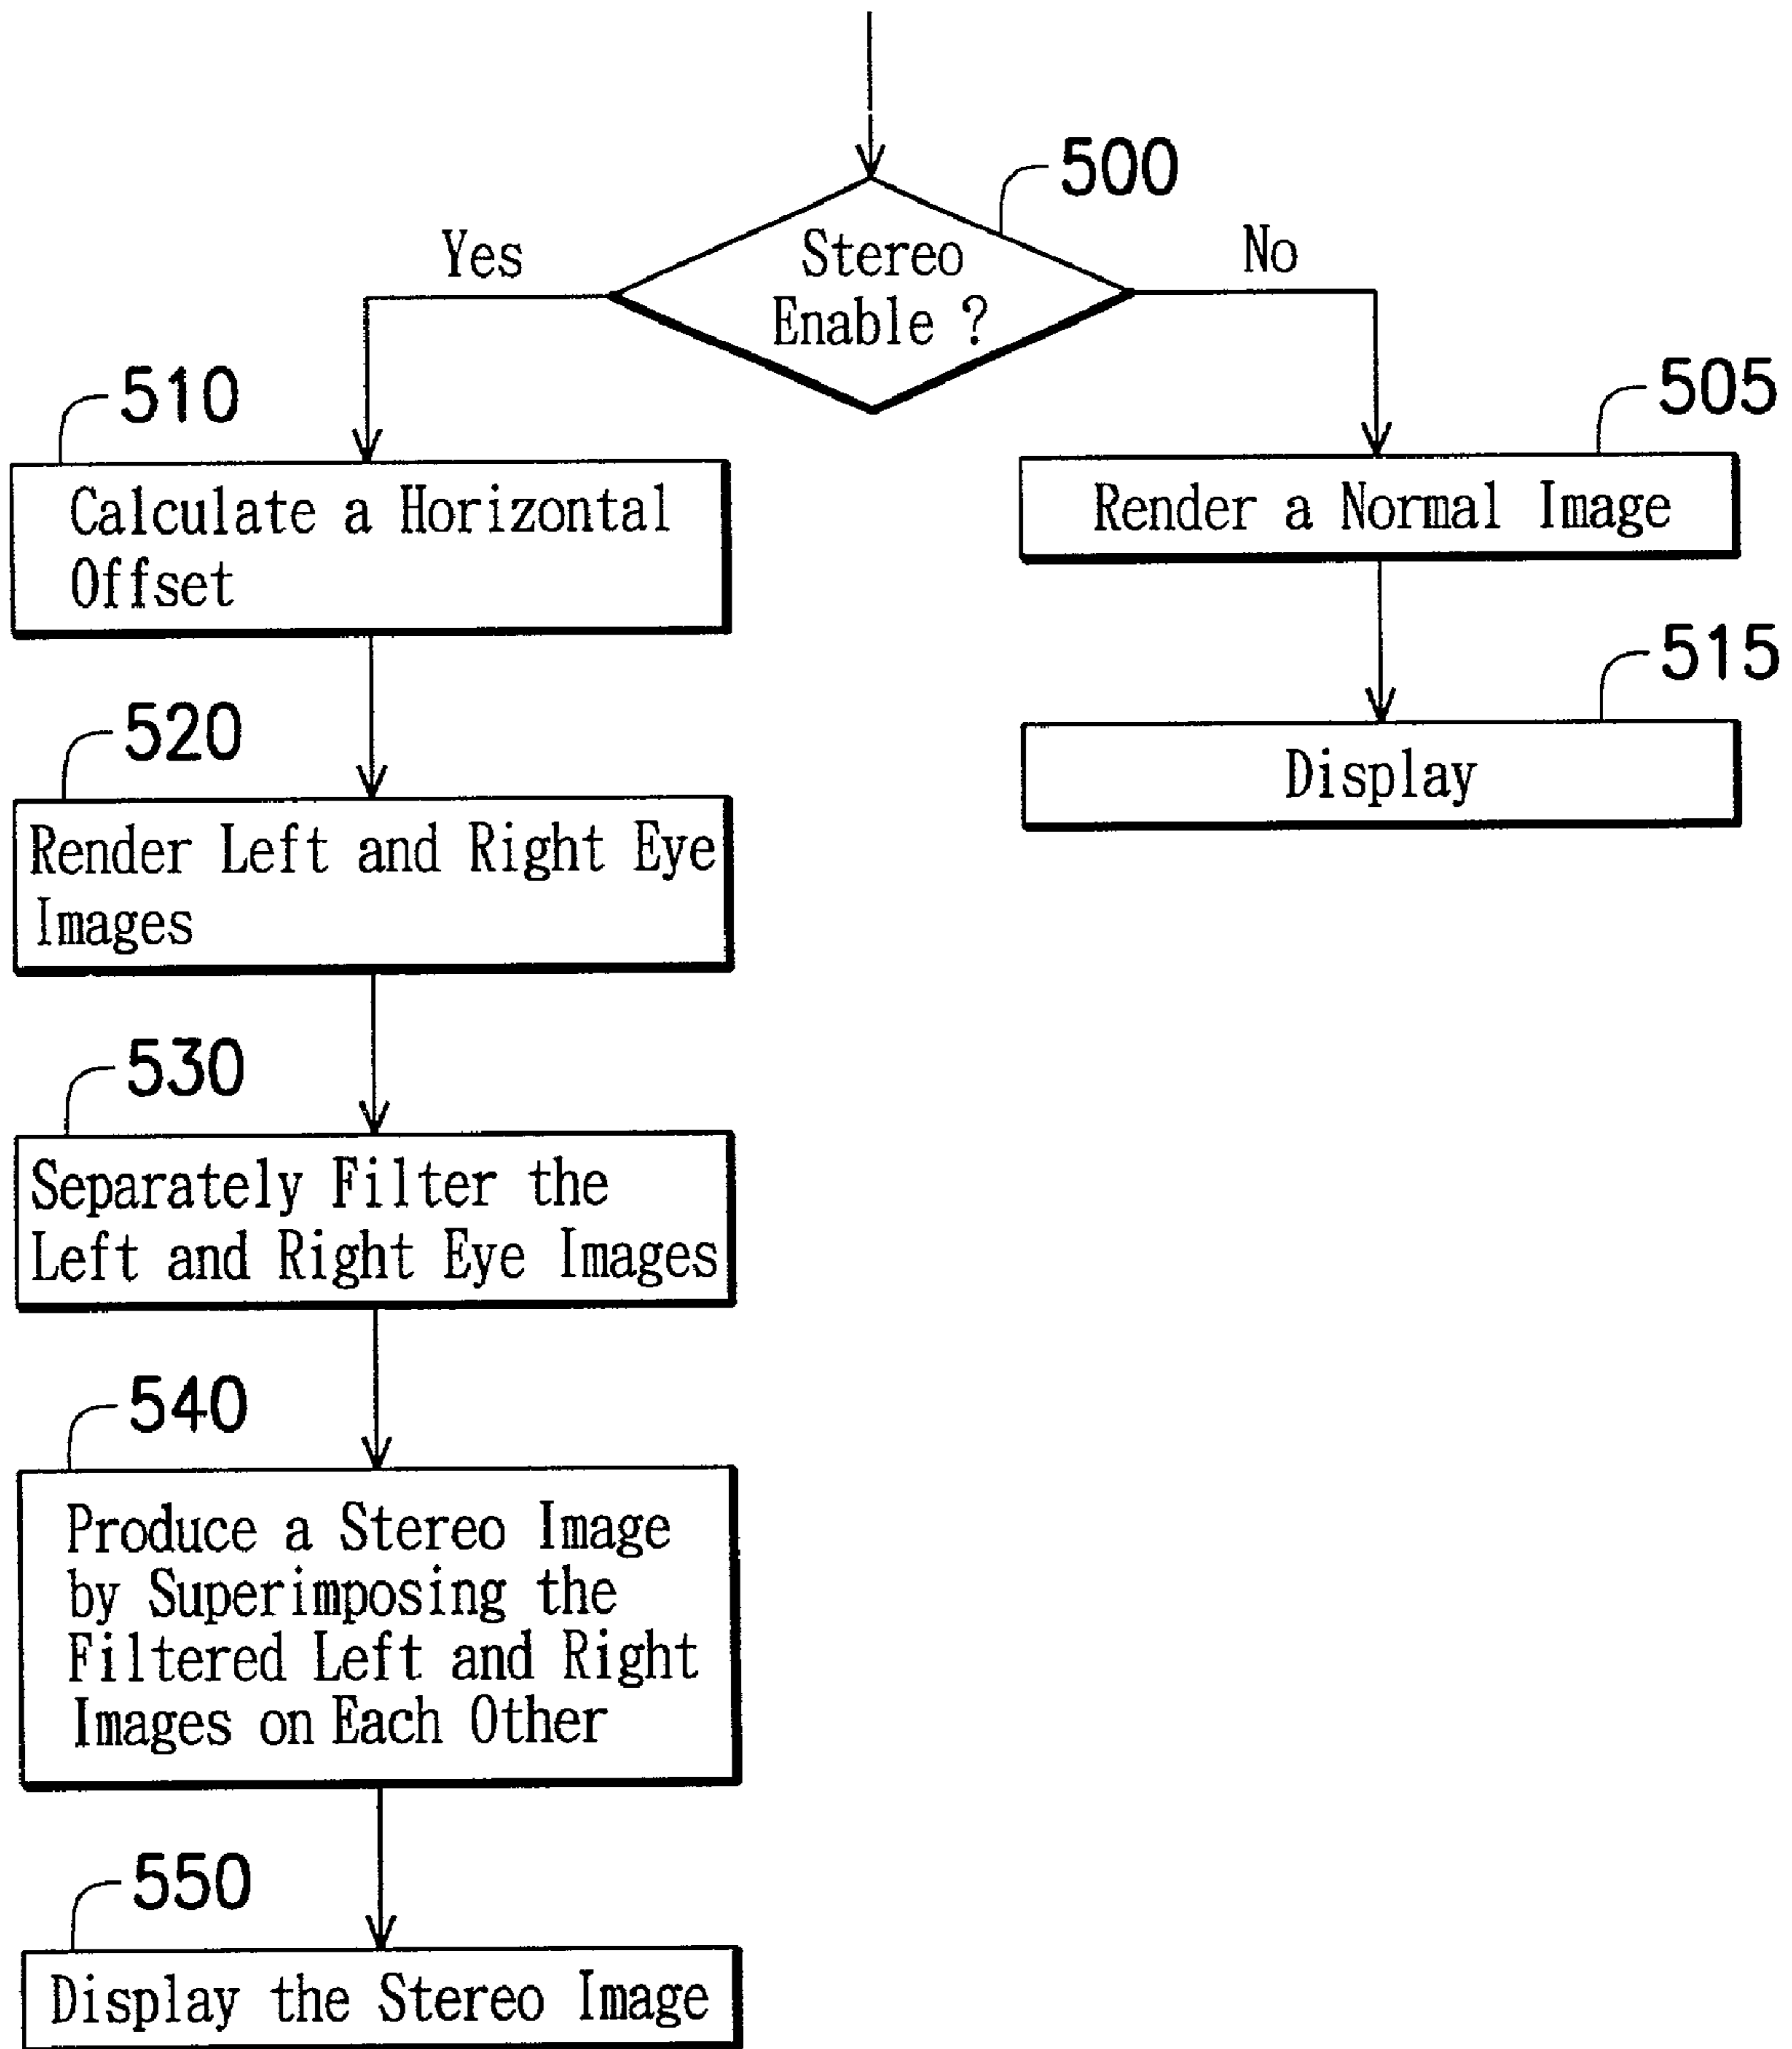 500
Stereo
Enable ?
Yes
No
510
Calculate a Horizontal
Offset
505
Render a Normal Image
515
Display
520
Render Left and Right Eye
Images
530
Separately Filter the
Left and Right Eye Images
540
Produce a Stereo Image
by Superimposing the
Filtered Left and Right
Images on Each Other
550
Display the Stereo Image